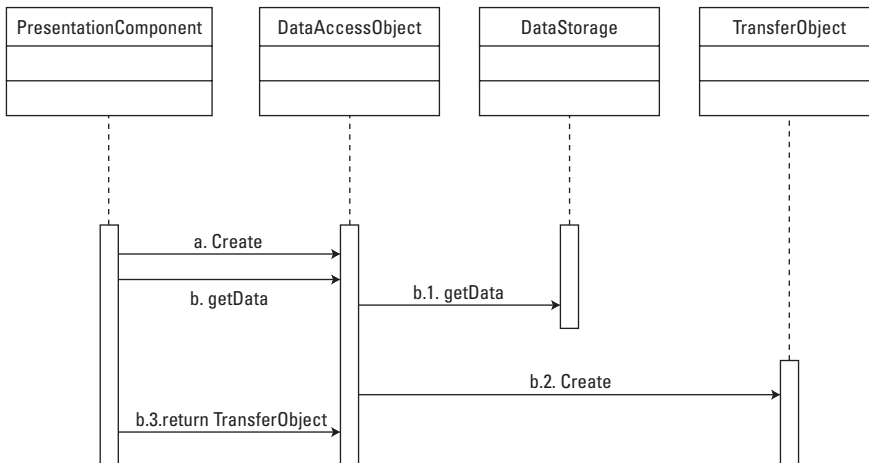 PresentationComponent
DataAccessObject
DataStorage
TransferObject
a. Create
b. getData
b.1. getData
b.2. Create
b.3.return TransferObject